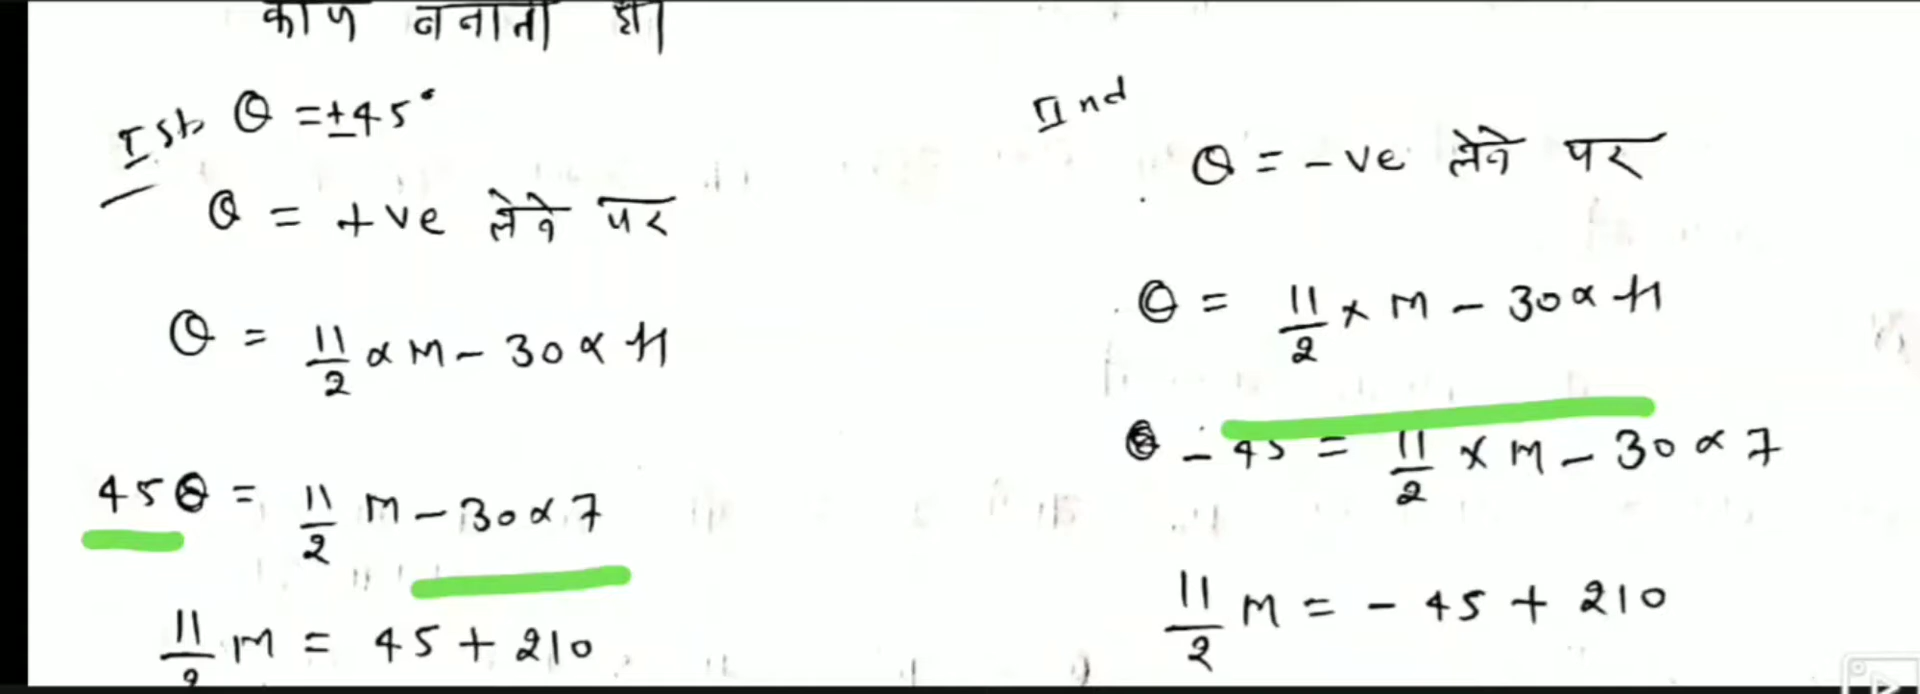 कोण बनाती हो।
Ist θ = ±45°
θ = +ve लेने पर
θ = 11/2 × M - 30 × H
45θ = 11/2 M - 30 × 7
11/2 M = 45 + 210
IInd
θ = -ve लेने पर
θ = 11/2 × M - 30 × H
θ - 45 = 11/2 × M - 30 × 7
11/2 M = - 45 + 210